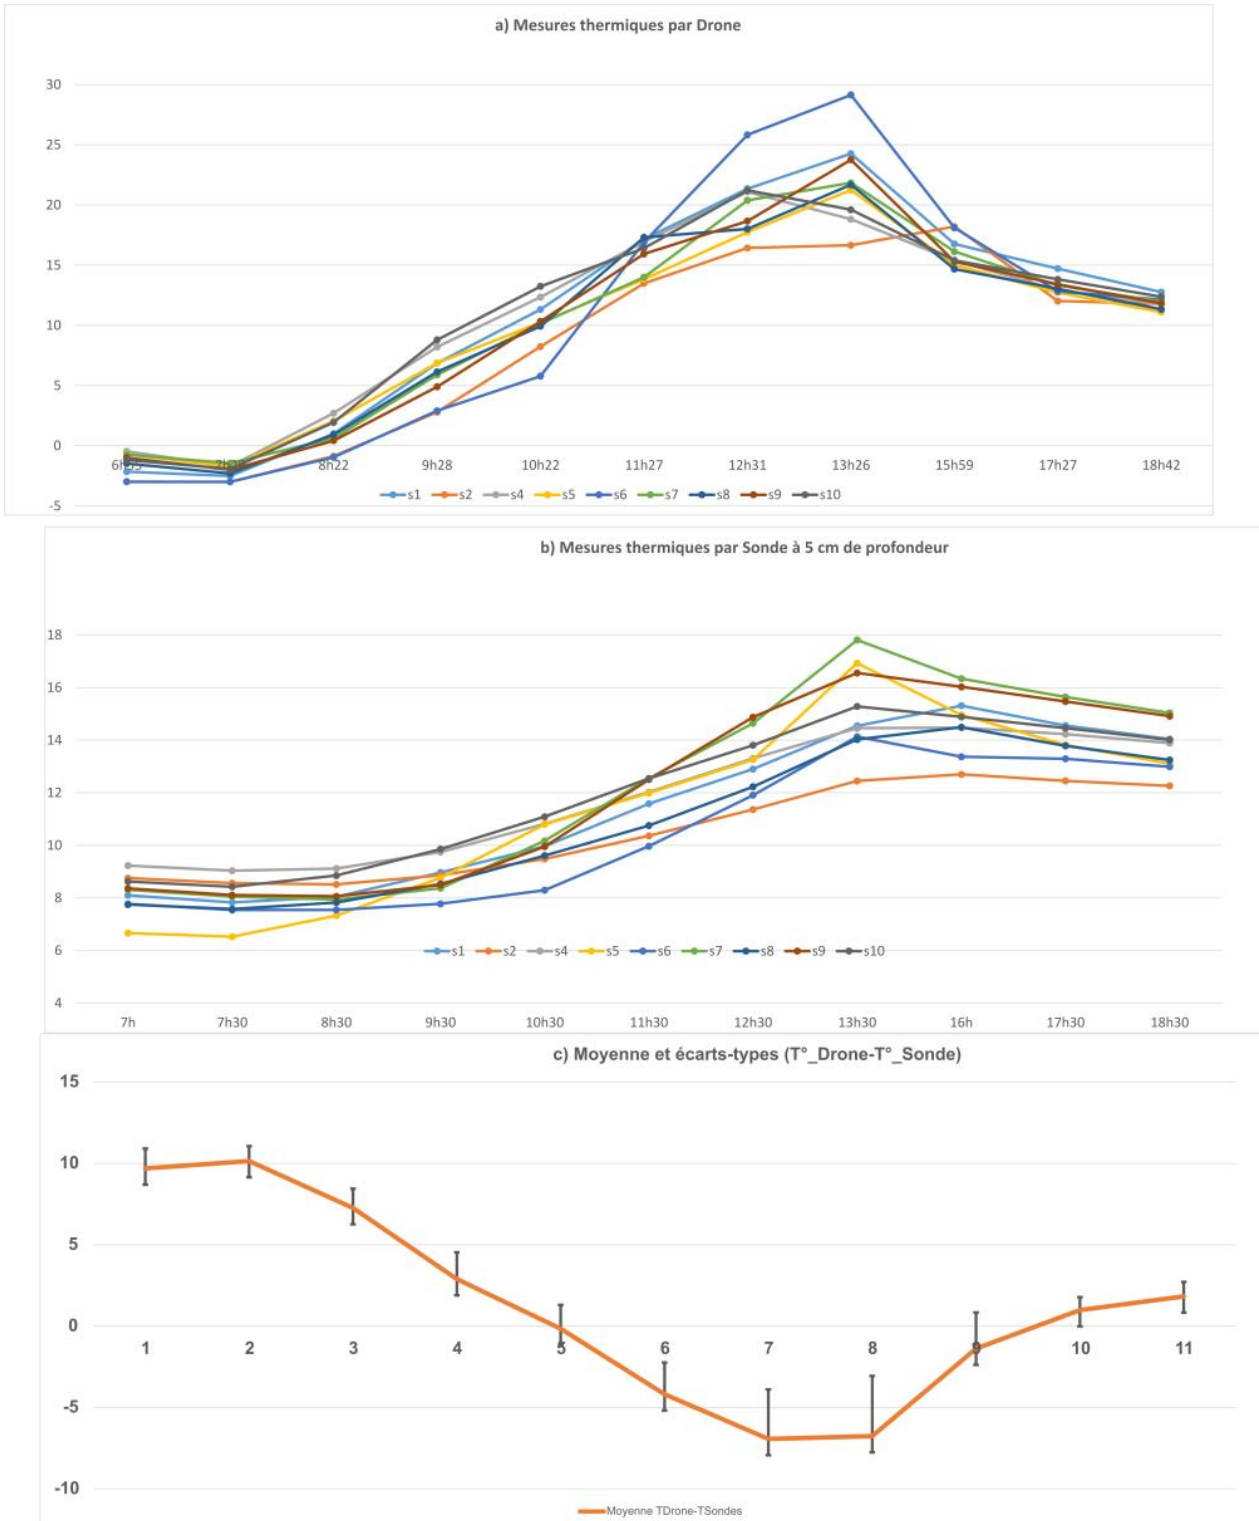 a) Mesures thermiques par Drone
30
25
20
15
10
5
0
-5
8h22 9h28 10h22 11h27 12h31 13h26 15h59 17h27 18h42
s1 s2 s4 s5 s6 s7 s8 s9 s10
b) Mesures thermiques par Sonde à 5 cm de profondeur
18
16
14
12
10
8
6
4
s1 s2 s4 s5 s6 s7 s8 s9 s10
7h 7h30 8h30 9h30 10h30 11h30 12h30 13h30 16h 17h30 18h30
c) Moyenne et écarts-types (T°_Drone-T°_Sonde)
15
10
5
0
-5
-10
1 2 3 4 5 6 7 8 9 10 11
Moyenne TDrone-TSondes